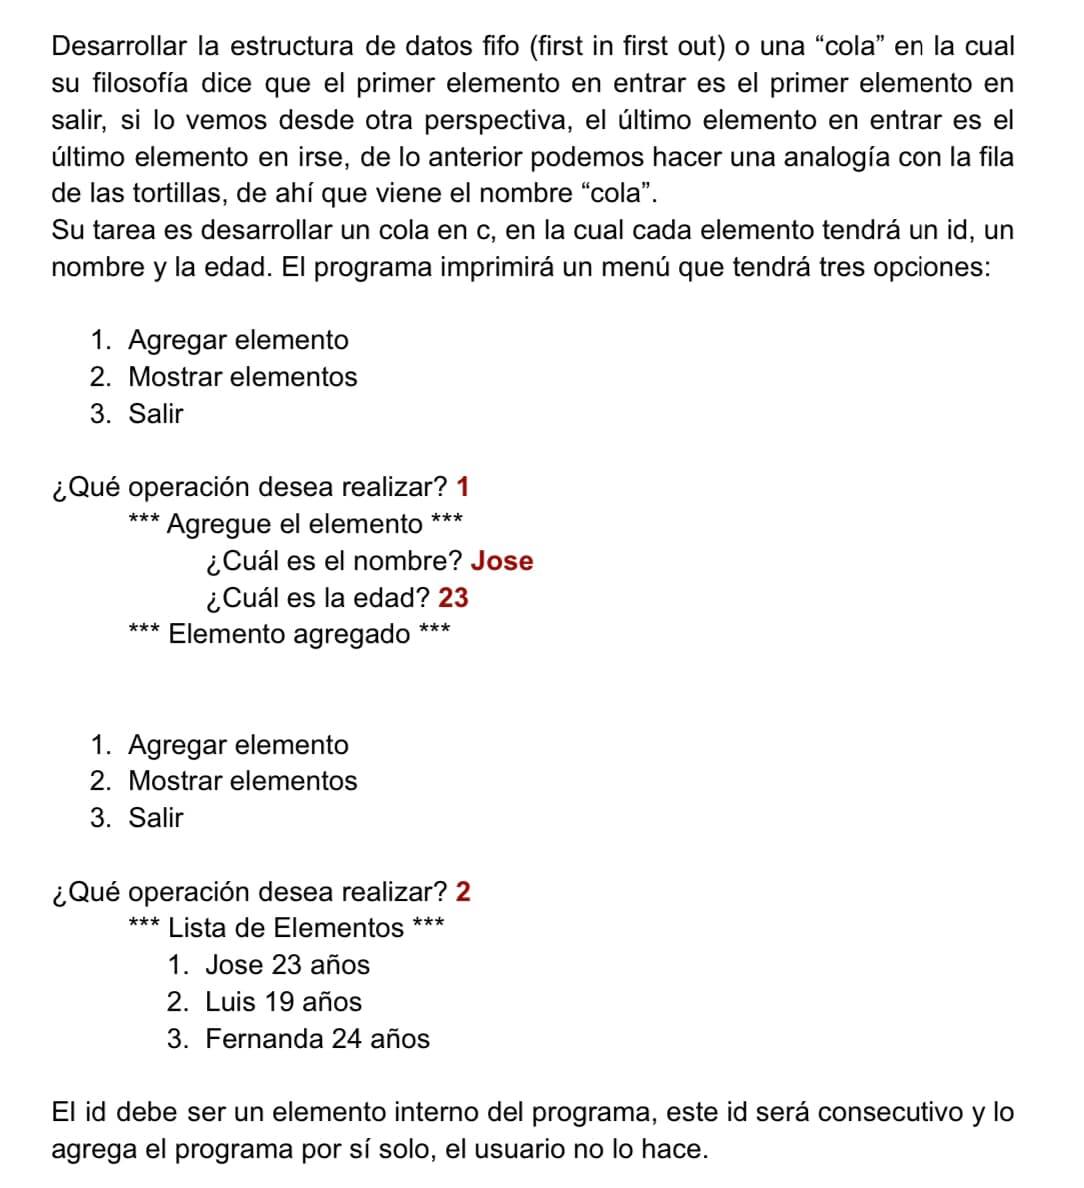 Desarrollar la estructura de datos fifo (first in first out) o una “cola” en la cual
su filosofía dice que el primer elemento en entrar es el primer elemento en
salir, si lo vemos desde otra perspectiva, el último elemento en entrar es el
último elemento en irse, de lo anterior podemos hacer una analogía con la fila
de las tortillas, de ahí que viene el nombre “cola”.
Su tarea es desarrollar un cola en c, en la cual cada elemento tendrá un id, un
nombre y la edad. El programa imprimirá un menú que tendrá tres opciones:
1. Agregar elemento
2. Mostrar elementos
3. Salir
¿Qué operación desea realizar? 1
*** Agregue el elemento ***
¿Cuál es el nombre? Jose
¿Cuál es la edad? 23
*** Elemento agregado ***
1. Agregar elemento
2. Mostrar elementos
3. Salir
¿Qué operación desea realizar? 2
*** Lista de Elementos ***
1. Jose 23 años
2. Luis 19 años
3. Fernanda 24 años
El id debe ser un elemento interno del programa, este id será consecutivo y lo
agrega el programa por sí solo, el usuario no lo hace.